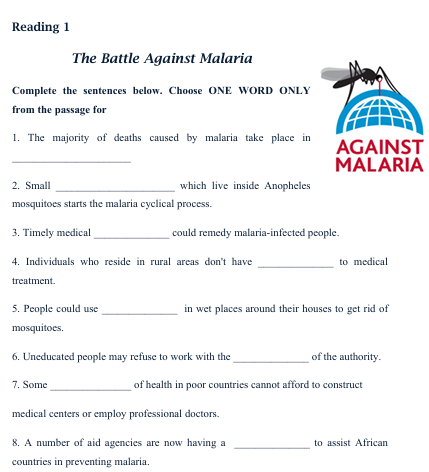 Reading 1
The Battle Against Malaria
Complete the sentences below. Choose ONE WORD ONLY
from the passage for
AGAINST
MALARIA
1. The majority of deaths caused by malaria take place in
_______________________
2. Small _______________________ which live inside Anopheles
mosquitoes starts the malaria cyclical process.
3. Timely medical ______________ could remedy malaria-infected people.
4. Individuals who reside in rural areas don't have ______________ to medical
treatment.
5. People could use ______________ in wet places around their houses to get rid of
mosquitoes.
6. Uneducated people may refuse to work with the ______________ of the authority.
7. Some _______________ of health in poor countries cannot afford to construct
medical centers or employ professional doctors.
8. A number of aid agencies are now having a ______________ to assist African
countries in preventing malaria.